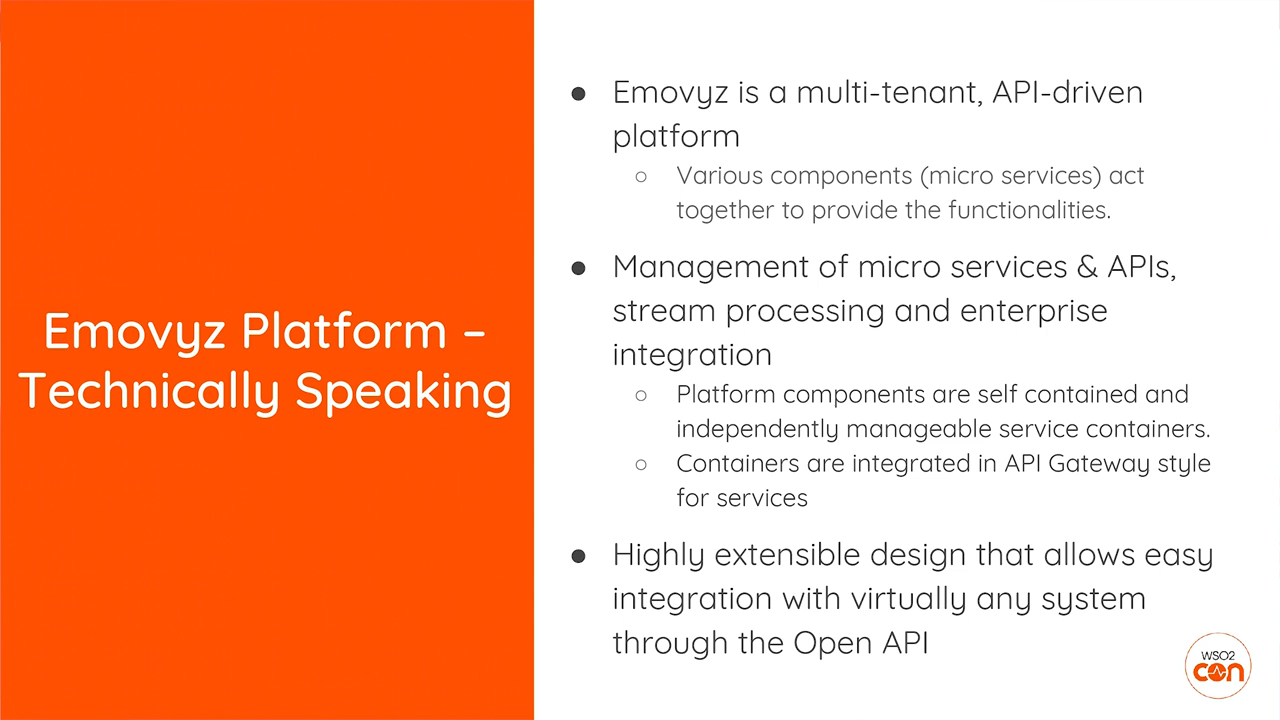 Emovyz Platform –
Technically Speaking
● Emovyz is a multi-tenant, API-driven
platform
○ Various components (micro services) act
together to provide the functionalities.
● Management of micro services & APIs,
stream processing and enterprise
integration
○ Platform components are self contained and
independently manageable service containers.
○ Containers are integrated in API Gateway style
for services
● Highly extensible design that allows easy
integration with virtually any system
through the Open API
WSO2
con